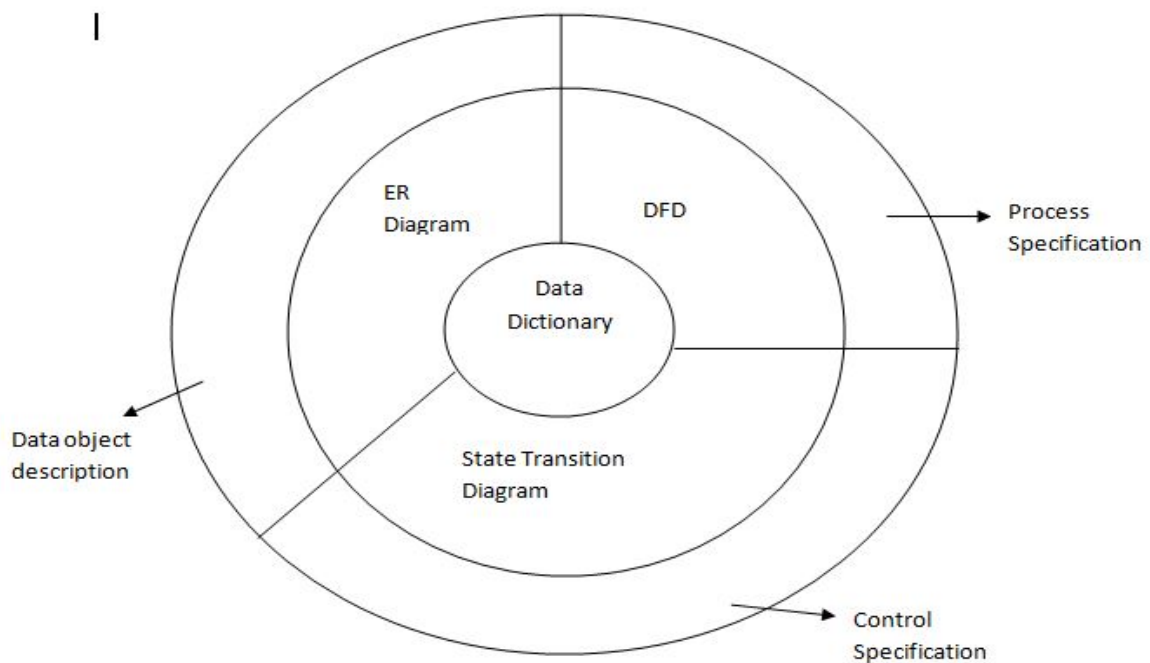 ER
Diagram
DFD
Process
Specification
Data
Dictionary
Data object
description
State Transition
Diagram
Control
Specification